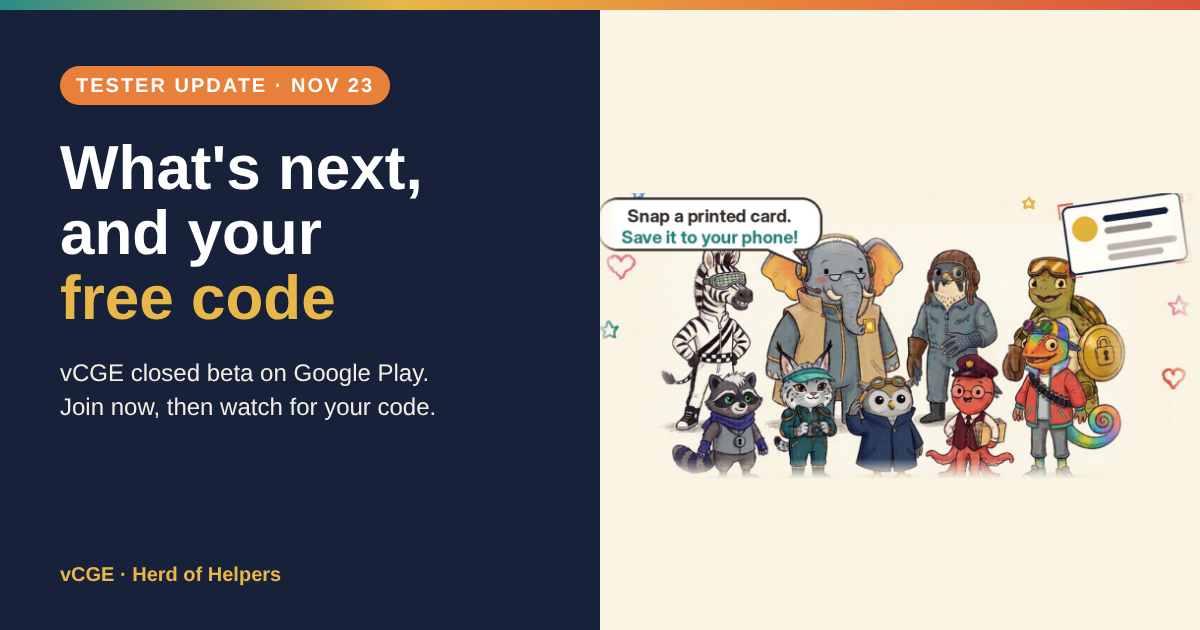 TESTER UPDATE · NOV 23
What's next,
and your
free code
vCGE closed beta on Google Play.
Join now, then watch for your code.
vCGE · Herd of Helpers
Snap a printed card.
Save it to your phone!